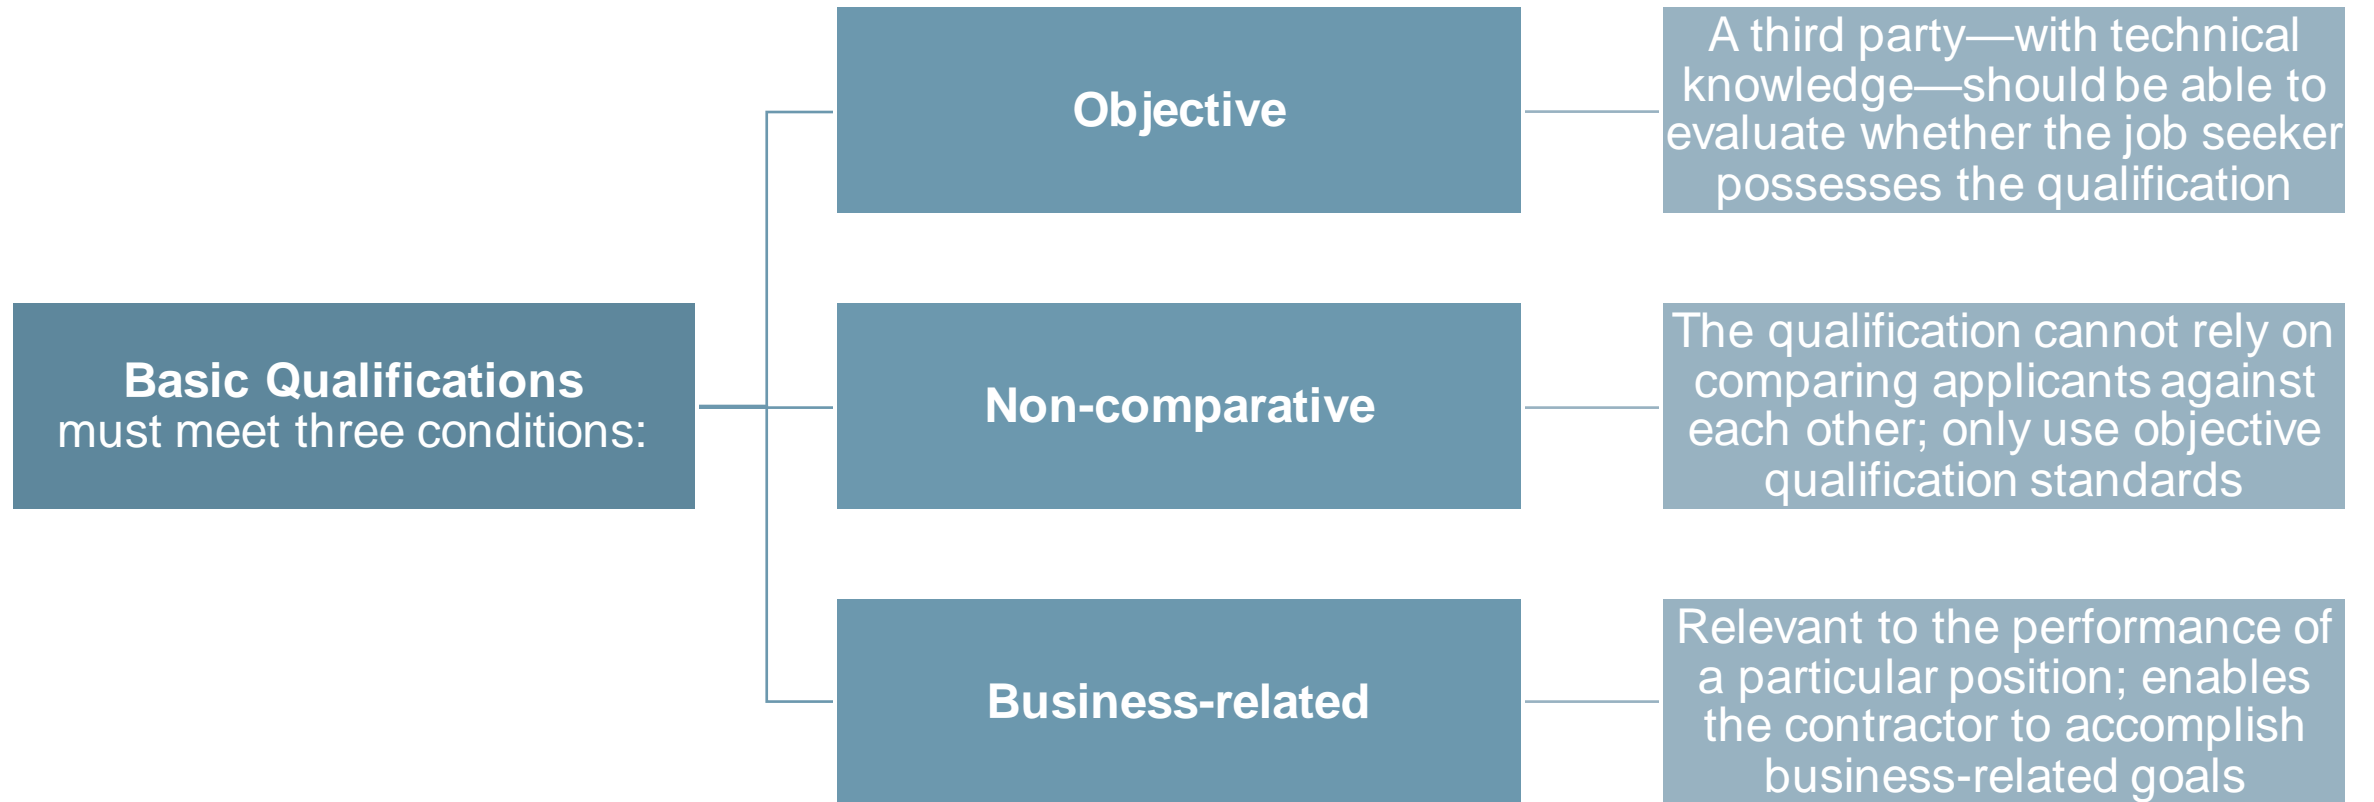 Basic Qualifications
must meet three conditions:
Objective
A third party—with technical
knowledge—should be able to
evaluate whether the job seeker
possesses the qualification
Non-comparative
The qualification cannot rely on
comparing applicants against
each other; only use objective
qualification standards
Business-related
Relevant to the performance of
a particular position; enables
the contractor to accomplish
business-related goals